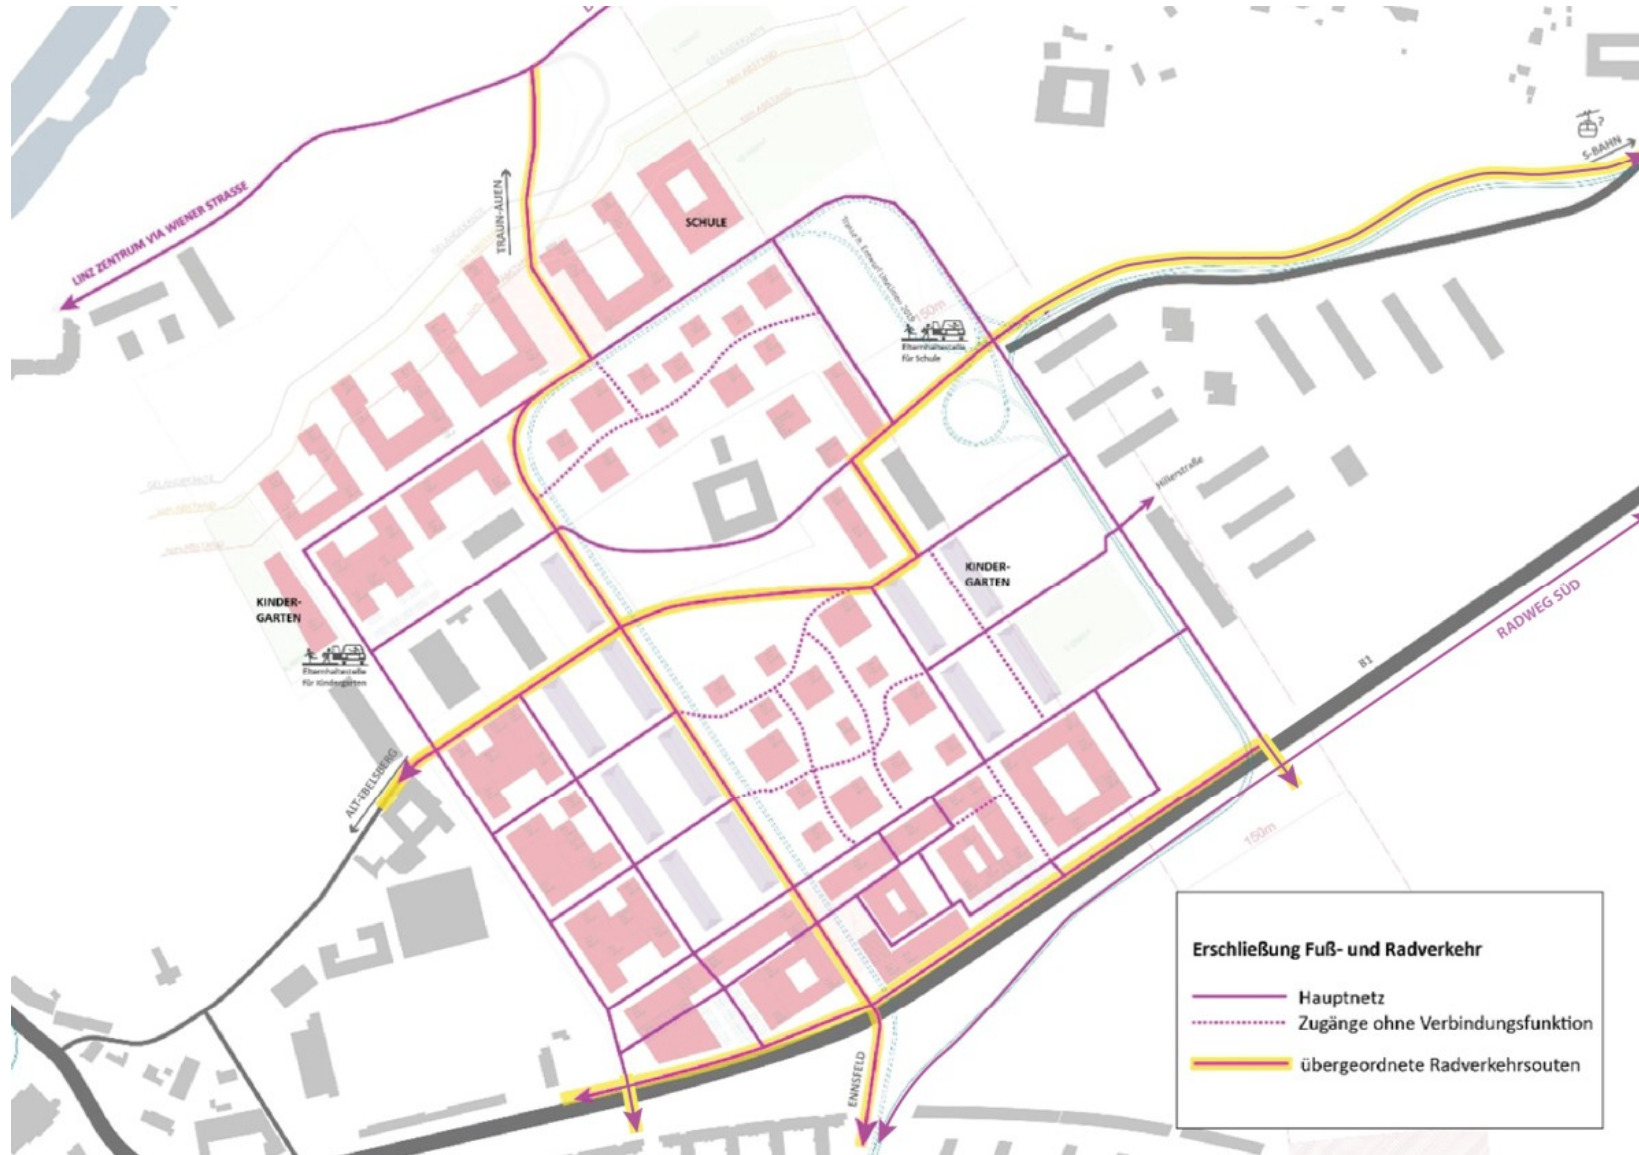 S-BAHN
?
LINZ ZENTRUM VIA WIENER STRASSE
TRAUN-AUEN
SCHULE
150m
Elternhaltestelle
für Schule
Hillerstraße
KINDER-
GARTEN
KINDER-
GARTEN
Elternhaltestelle
für Kindergarten
RADWEG SÜD
B1
ALT-EBELSBERG
150m
ENNSFELD
Erschließung Fuß- und Radverkehr
Hauptnetz
Zugänge ohne Verbindungsfunktion
übergeordnete Radverkehrsouten